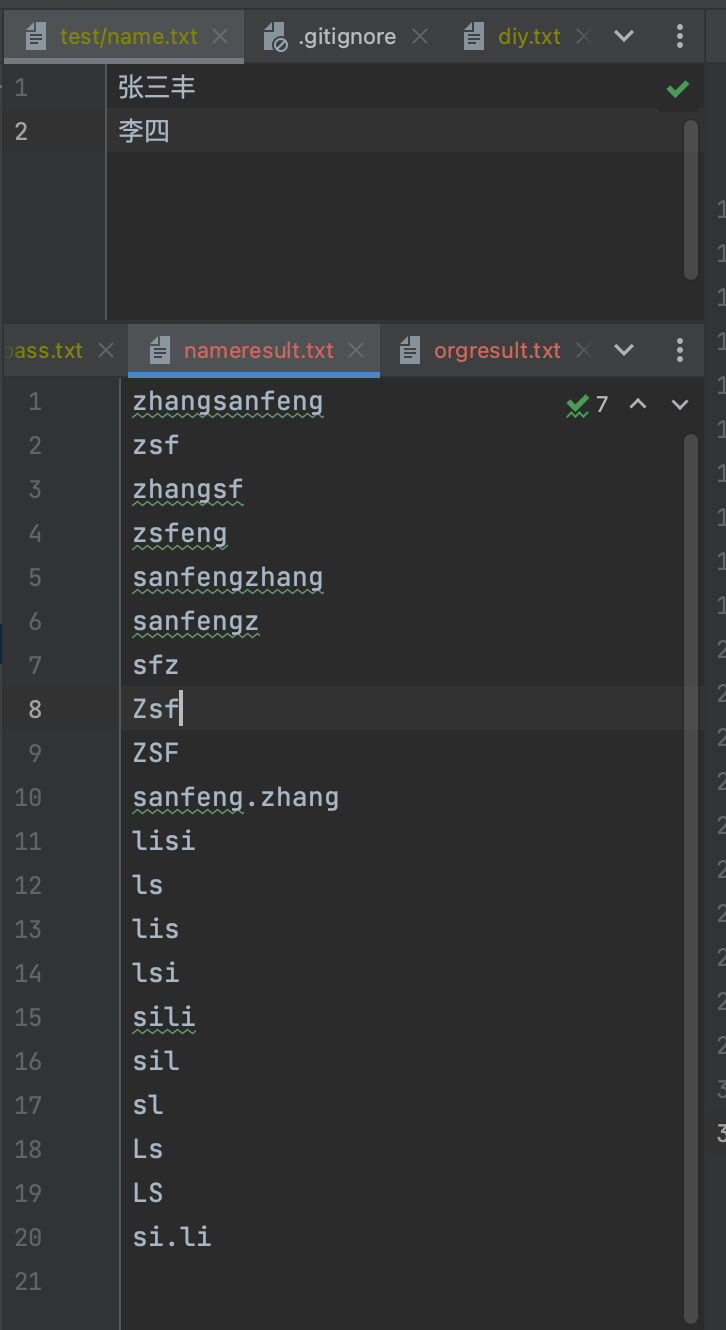 test/name.txt .gitignore diy.txt
1 张三丰
2 李四
pass.txt nameresult.txt orgresult.txt
1 zhangsanfeng 7
2 zsf
3 zhangsf
4 zsfeng
5 sanfengzhang
6 sanfengz
7 sfz
8 Zsf
9 ZSF
10 sanfeng.zhang
11 lisi
12 ls
13 lis
14 lsi
15 sili
16 sil
17 sl
18 Ls
19 LS
20 si.li
21